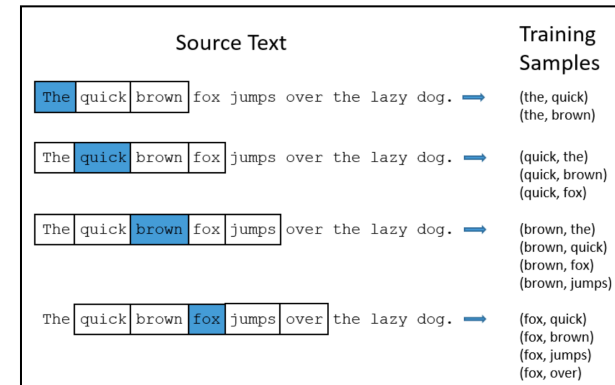 Source Text
Training
Samples
The quick brown fox jumps over the lazy dog.
(the, quick)
(the, brown)
The quick brown fox jumps over the lazy dog.
(quick, the)
(quick, brown)
(quick, fox)
The quick brown fox jumps over the lazy dog.
(brown, the)
(brown, quick)
(brown, fox)
(brown, jumps)
The quick brown fox jumps over the lazy dog.
(fox, quick)
(fox, brown)
(fox, jumps)
(fox, over)